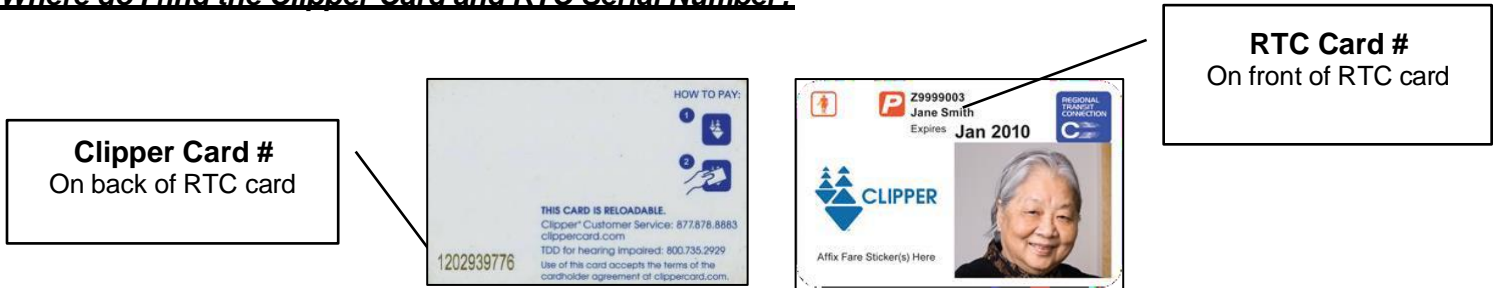 Where do I find the Clipper Card and RTC Serial Number?
RTC Card #
On front of RTC card
Clipper Card #
On back of RTC card
HOW TO PAY:
1
2
THIS CARD IS RELOADABLE.
Clipper® Customer Service: 877.878.8883
clippercard.com
TDD for hearing impaired: 800.735.2929
Use of this card accepts the terms of the
cardholder agreement at clippercard.com.
1202939776
P
Z9999003
Jane Smith
Expires Jan 2010
REGIONAL
TRANSIT
CONNECTION
C
CLIPPER
Affix Fare Sticker(s) Here